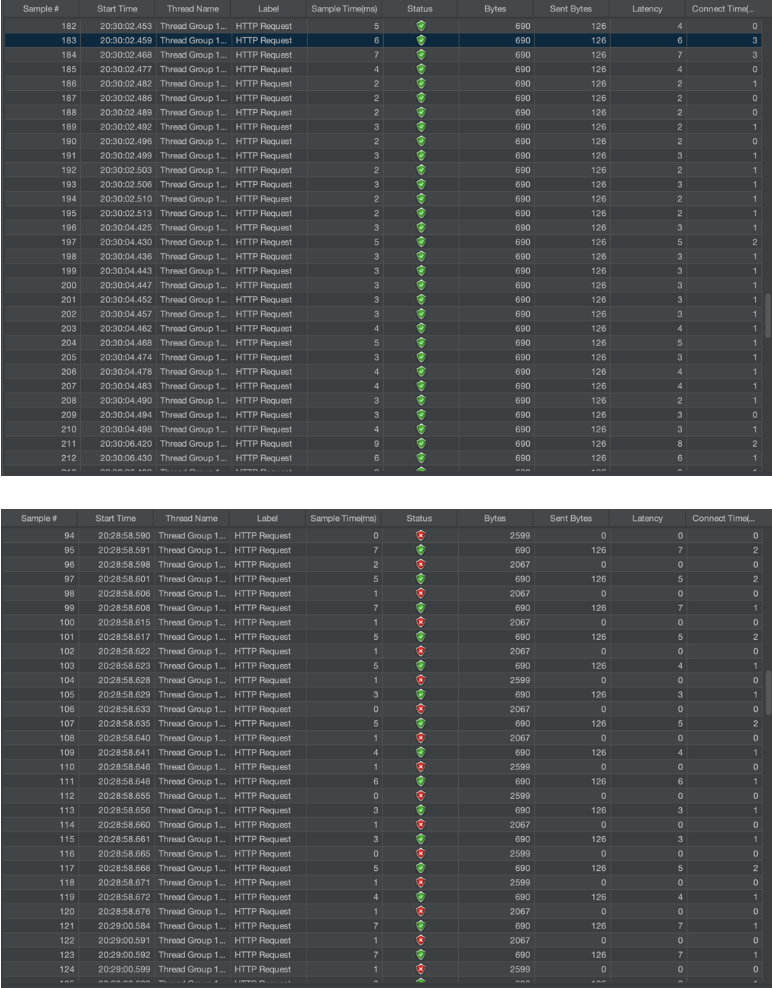 Sample # Start Time Thread Name Label Sample Time(ms) Status Bytes Sent Bytes Latency Connect Time(...
182 20:30:02.453 Thread Group 1... HTTP Request 5 690 126 4 0
183 20:30:02.459 Thread Group 1... HTTP Request 6 690 126 6 3
184 20:30:02.468 Thread Group 1... HTTP Request 7 690 126 7 3
185 20:30:02.477 Thread Group 1... HTTP Request 4 690 126 4 0
186 20:30:02.482 Thread Group 1... HTTP Request 2 690 126 2 1
187 20:30:02.486 Thread Group 1... HTTP Request 2 690 126 2 0
188 20:30:02.489 Thread Group 1... HTTP Request 2 690 126 2 0
189 20:30:02.492 Thread Group 1... HTTP Request 3 690 126 2 1
190 20:30:02.496 Thread Group 1... HTTP Request 2 690 126 2 0
191 20:30:02.499 Thread Group 1... HTTP Request 3 690 126 3 1
192 20:30:02.503 Thread Group 1... HTTP Request 2 690 126 2 1
193 20:30:02.506 Thread Group 1... HTTP Request 3 690 126 3 1
194 20:30:02.510 Thread Group 1... HTTP Request 2 690 126 2 1
195 20:30:02.513 Thread Group 1... HTTP Request 2 690 126 2 1
196 20:30:04.425 Thread Group 1... HTTP Request 3 690 126 3 1
197 20:30:04.430 Thread Group 1... HTTP Request 5 690 126 5 2
198 20:30:04.436 Thread Group 1... HTTP Request 3 690 126 3 1
199 20:30:04.443 Thread Group 1... HTTP Request 3 690 126 3 1
200 20:30:04.447 Thread Group 1... HTTP Request 3 690 126 3 1
201 20:30:04.452 Thread Group 1... HTTP Request 3 690 126 3 1
202 20:30:04.457 Thread Group 1... HTTP Request 3 690 126 3 1
203 20:30:04.462 Thread Group 1... HTTP Request 4 690 126 4 1
204 20:30:04.468 Thread Group 1... HTTP Request 5 690 126 5 1
205 20:30:04.474 Thread Group 1... HTTP Request 3 690 126 3 1
206 20:30:04.478 Thread Group 1... HTTP Request 4 690 126 4 1
207 20:30:04.483 Thread Group 1... HTTP Request 4 690 126 4 1
208 20:30:04.490 Thread Group 1... HTTP Request 3 690 126 2 1
209 20:30:04.494 Thread Group 1... HTTP Request 3 690 126 3 0
210 20:30:04.498 Thread Group 1... HTTP Request 4 690 126 3 1
211 20:30:06.420 Thread Group 1... HTTP Request 9 690 126 8 2
212 20:30:06.430 Thread Group 1... HTTP Request 6 690 126 6 1
Sample # Start Time Thread Name Label Sample Time(ms) Status Bytes Sent Bytes Latency Connect Time(...
94 20:28:58.590 Thread Group 1... HTTP Request 0 2599 0 0 0
95 20:28:58.591 Thread Group 1... HTTP Request 7 690 126 7 2
96 20:28:58.598 Thread Group 1... HTTP Request 2 2067 0 0 0
97 20:28:58.601 Thread Group 1... HTTP Request 5 690 126 5 2
98 20:28:58.606 Thread Group 1... HTTP Request 1 2067 0 0 0
99 20:28:58.608 Thread Group 1... HTTP Request 7 690 126 7 1
100 20:28:58.615 Thread Group 1... HTTP Request 1 2067 0 0 0
101 20:28:58.617 Thread Group 1... HTTP Request 5 690 126 5 2
102 20:28:58.622 Thread Group 1... HTTP Request 1 2067 0 0 0
103 20:28:58.623 Thread Group 1... HTTP Request 5 690 126 4 1
104 20:28:58.628 Thread Group 1... HTTP Request 1 2599 0 0 0
105 20:28:58.629 Thread Group 1... HTTP Request 3 690 126 3 1
106 20:28:58.633 Thread Group 1... HTTP Request 0 2067 0 0 0
107 20:28:58.635 Thread Group 1... HTTP Request 5 690 126 5 2
108 20:28:58.640 Thread Group 1... HTTP Request 1 2067 0 0 0
109 20:28:58.641 Thread Group 1... HTTP Request 4 690 126 4 1
110 20:28:58.646 Thread Group 1... HTTP Request 1 2599 0 0 0
111 20:28:58.648 Thread Group 1... HTTP Request 6 690 126 6 1
112 20:28:58.655 Thread Group 1... HTTP Request 0 2599 0 0 0
113 20:28:58.656 Thread Group 1... HTTP Request 3 690 126 3 1
114 20:28:58.660 Thread Group 1... HTTP Request 1 2067 0 0 0
115 20:28:58.661 Thread Group 1... HTTP Request 3 690 126 3 1
116 20:28:58.665 Thread Group 1... HTTP Request 0 2599 0 0 0
117 20:28:58.666 Thread Group 1... HTTP Request 5 690 126 5 2
118 20:28:58.671 Thread Group 1... HTTP Request 1 2599 0 0 0
119 20:28:58.672 Thread Group 1... HTTP Request 4 690 126 4 1
120 20:28:58.676 Thread Group 1... HTTP Request 1 2067 0 0 0
121 20:29:00.584 Thread Group 1... HTTP Request 7 690 126 7 1
122 20:29:00.591 Thread Group 1... HTTP Request 1 2067 0 0 0
123 20:29:00.592 Thread Group 1... HTTP Request 7 690 126 7 1
124 20:29:00.599 Thread Group 1... HTTP Request 1 2599 0 0 0